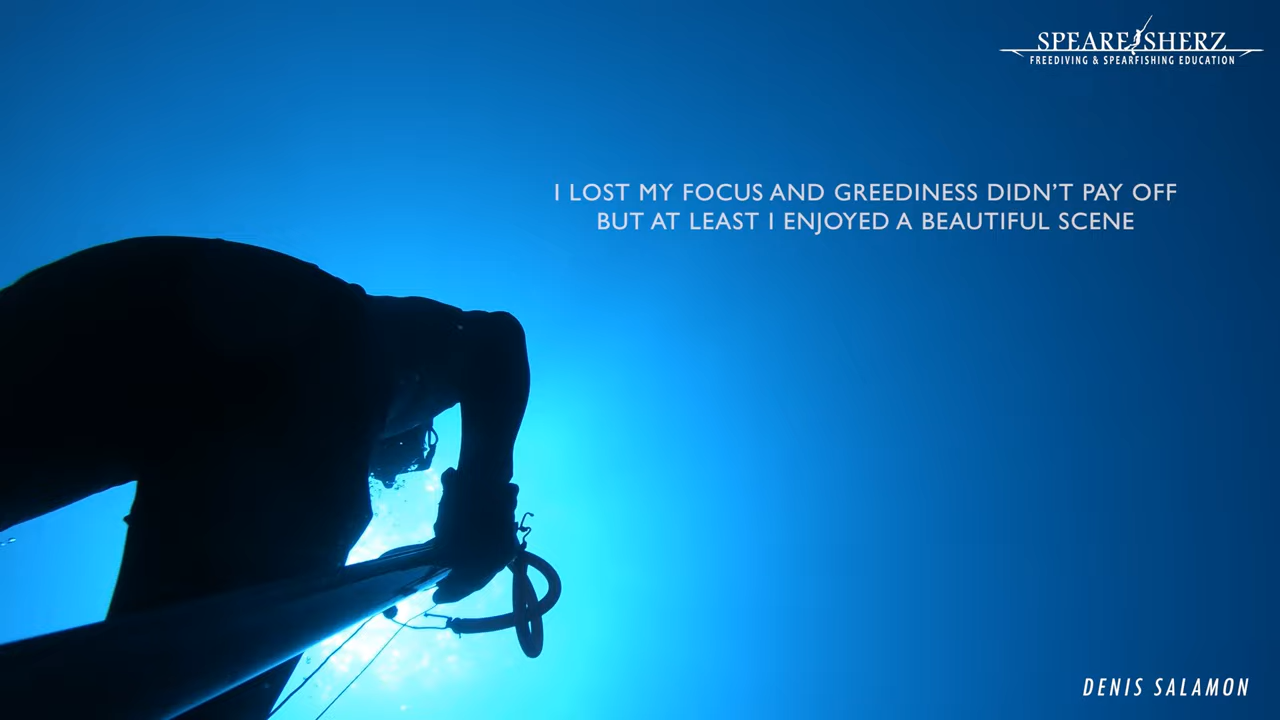 SPEARFISHERZ
FREEDIVING & SPEARFISHING EDUCATION
I LOST MY FOCUS AND GREEDINESS DIDN'T PAY OFF
BUT AT LEAST I ENJOYED A BEAUTIFUL SCENE
DENIS SALAMON